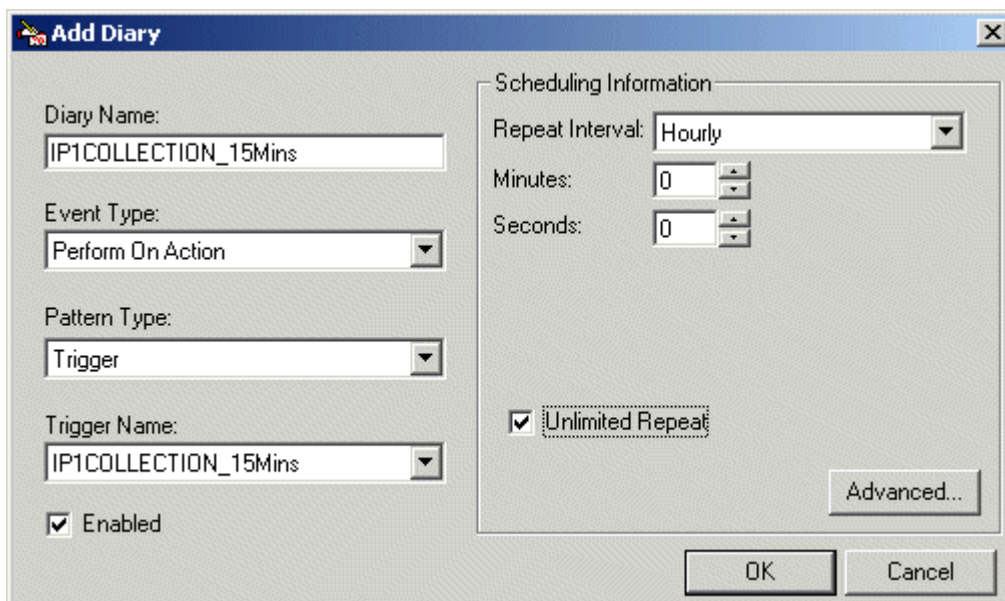 Add Diary
Diary Name:
IP1COLLECTION_15Mins
Event Type:
Perform On Action
Pattern Type:
Trigger
Trigger Name:
IP1COLLECTION_15Mins
Enabled
Scheduling Information
Repeat Interval: Hourly
Minutes: 0
Seconds: 0
Unlimited Repeat
Advanced...
OK Cancel